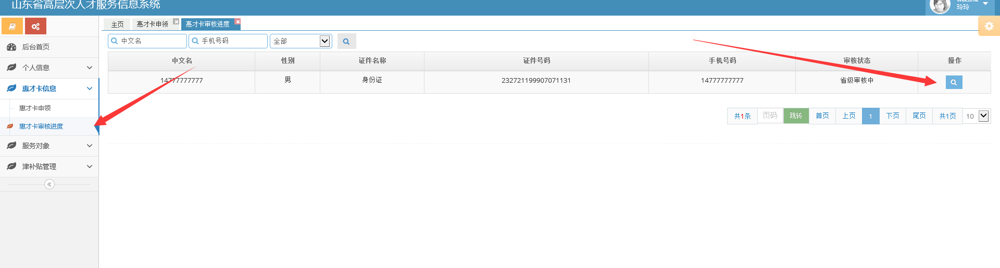 山东省高层次人才服务信息系统
Welcome
玲玲
主页
惠才卡申领
惠才卡审核进度
后台首页
个人信息
惠才卡信息
惠才卡申领
惠才卡审核进度
服务对象
津补贴管理
中文名
手机号码
全部
中文名 性别 证件名称 证件号码 手机号码 审核状态 操作
14777777777 男 身份证 232721199907071131 14777777777 省级审核中
共1条 页码 跳转 首页 上页 1 下页 尾页 共1页 10